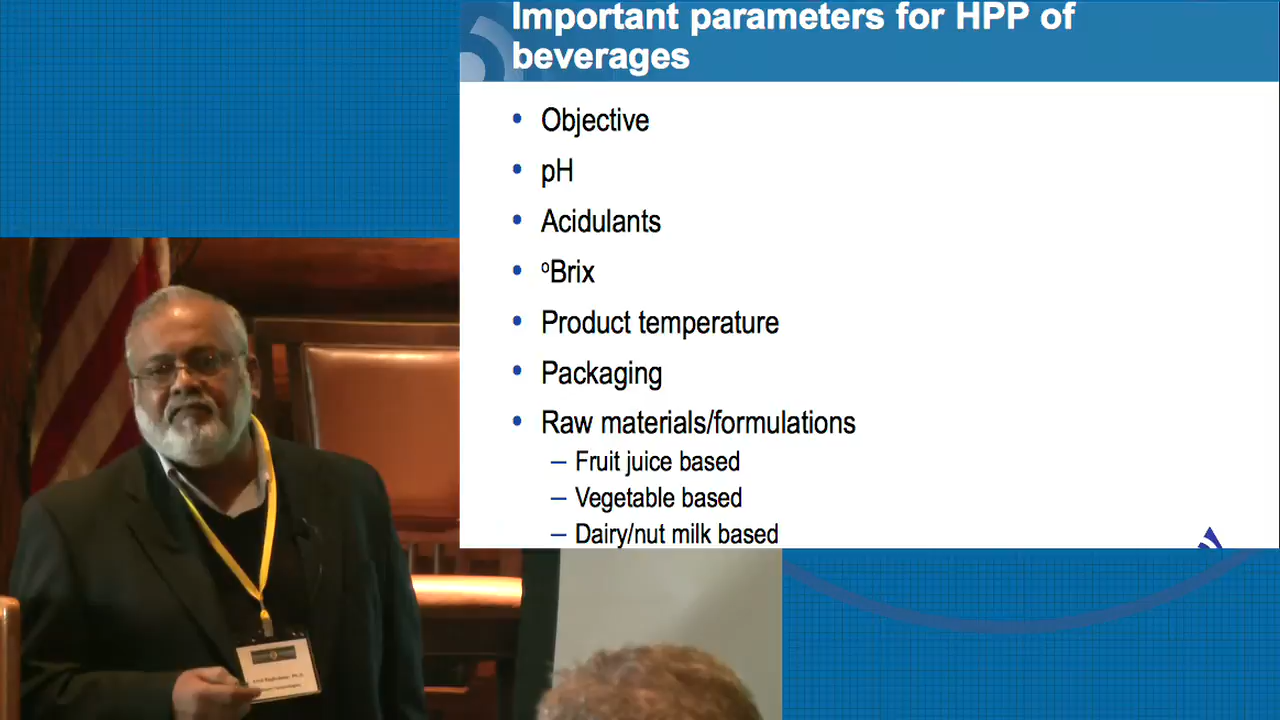 Important parameters for HPP of
beverages
• Objective
• pH
• Acidulants
• °Brix
• Product temperature
• Packaging
• Raw materials/formulations
– Fruit juice based
– Vegetable based
– Dairy/nut milk based
Ph.D.